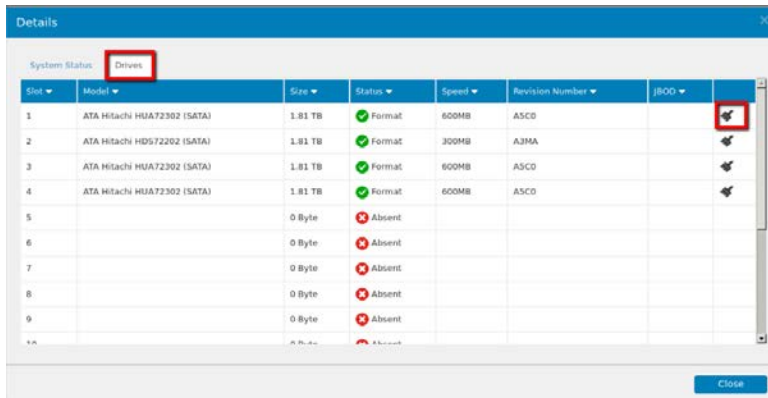 Details
System Status Drives
Slot Model Size Status Speed Revision Number JBOD
1 ATA Hitachi HUA72302 (SATA) 1.81 TB Format 600MB A5C0
2 ATA Hitachi HDS72202 (SATA) 1.81 TB Format 300MB A3MA
3 ATA Hitachi HUA72302 (SATA) 1.81 TB Format 600MB A5C0
4 ATA Hitachi HUA72302 (SATA) 1.81 TB Format 600MB A5C0
5 0 Byte Absent
6 0 Byte Absent
7 0 Byte Absent
8 0 Byte Absent
9 0 Byte Absent
10 0 Byte Absent
Close